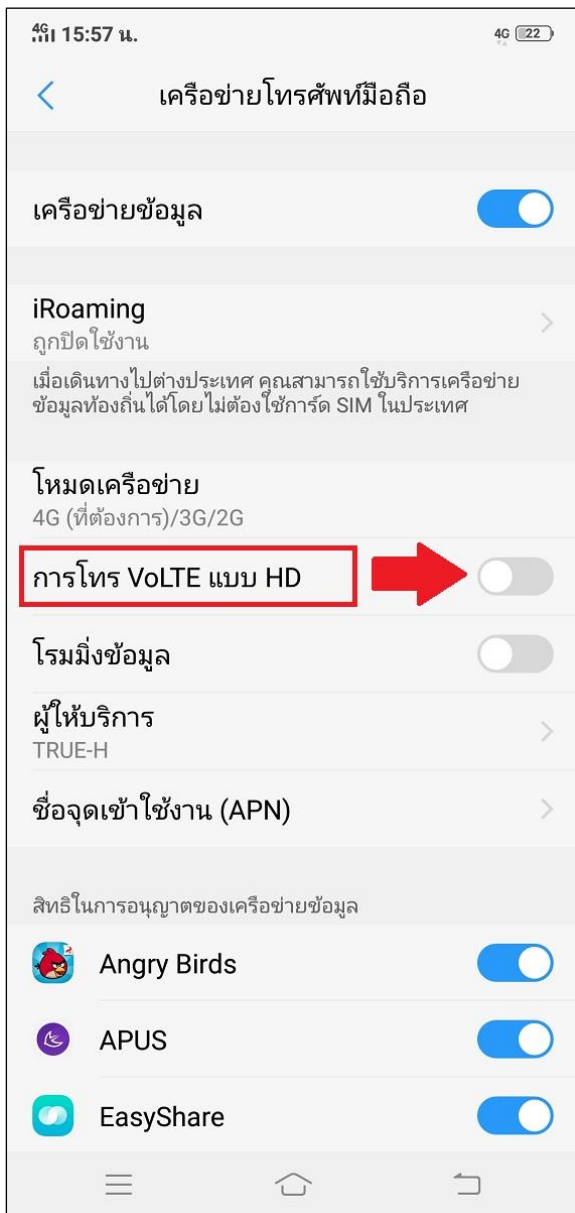 4G 15:57 น. 4G 22
เครือข่ายโทรศัพท์มือถือ
เครือข่ายข้อมูล
iRoaming
ถูกปิดใช้งาน
เมื่อเดินทางไปต่างประเทศ คุณสามารถใช้บริการเครือข่าย
ข้อมูลท้องถิ่นได้โดยไม่ต้องใช้การ์ด SIM ในประเทศ
โหมดเครือข่าย
4G (ที่ต้องการ)/3G/2G
การโทร VoLTE แบบ HD
โรมมิ่งข้อมูล
ผู้ให้บริการ
TRUE-H
ชื่อจุดเข้าใช้งาน (APN)
สิทธิในการอนุญาตของเครือข่ายข้อมูล
Angry Birds
APUS
EasyShare